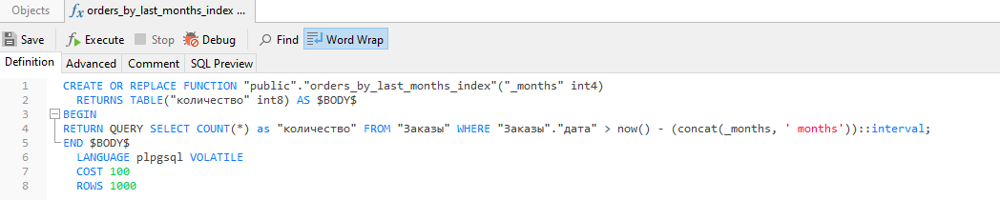 Objects
fx orders_by_last_months_index ...
Save Execute Stop Debug Find Word Wrap
Definition Advanced Comment SQL Preview
1 CREATE OR REPLACE FUNCTION "public"."orders_by_last_months_index"("_months" int4)
2 RETURNS TABLE("количество" int8) AS $BODY$
3 BEGIN
4 RETURN QUERY SELECT COUNT(*) as "количество" FROM "Заказы" WHERE "Заказы"."дата" > now() - (concat(_months, ' months'))::interval;
5 END $BODY$
6 LANGUAGE plpgsql VOLATILE
7 COST 100
8 ROWS 1000